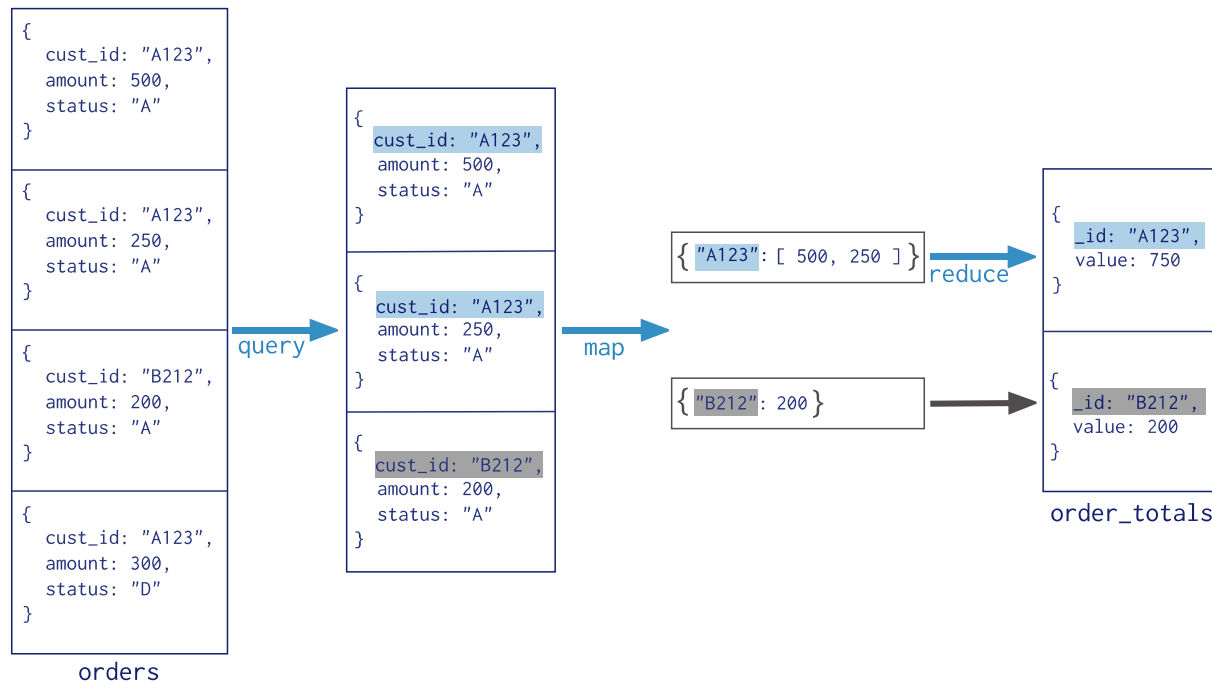 {
cust_id: "A123",
amount: 500,
status: "A"
}
{
cust_id: "A123",
amount: 250,
status: "A"
}
{
cust_id: "B212",
amount: 200,
status: "A"
}
{
cust_id: "A123",
amount: 300,
status: "D"
}
orders
query
{
cust_id: "A123",
amount: 500,
status: "A"
}
{
cust_id: "A123",
amount: 250,
status: "A"
}
{
cust_id: "B212",
amount: 200,
status: "A"
}
map
{ "A123": [ 500, 250 ] }
{ "B212": 200 }
reduce
{
_id: "A123",
value: 750
}
{
_id: "B212",
value: 200
}
order_totals